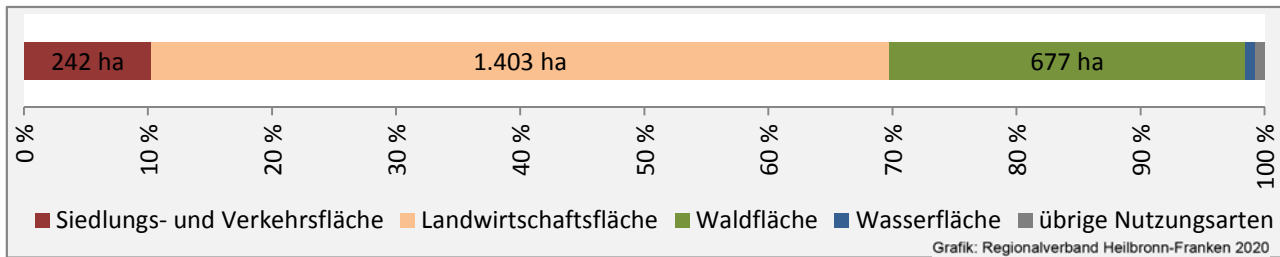 242 ha 1.403 ha 677 ha
0 % 10 % 20 % 30 % 40 % 50 % 60 % 70 % 80 % 90 % 100 %
Siedlungs- und Verkehrsfläche Landwirtschaftsfläche Waldfläche Wasserfläche übrige Nutzungsarten
Grafik: Regionalverband Heilbronn-Franken 2020